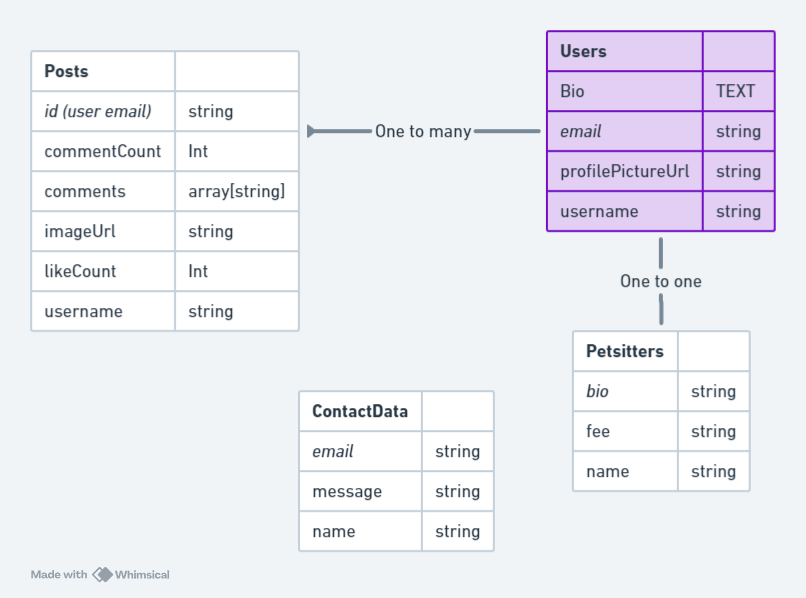 Posts
id (user email) string
commentCount Int
comments array[string]
imageUrl string
likeCount Int
username string
One to many
Users
Bio TEXT
email string
profilePictureUrl string
username string
One to one
Petsitters
bio string
fee string
name string
ContactData
email string
message string
name string
Made with Whimsical